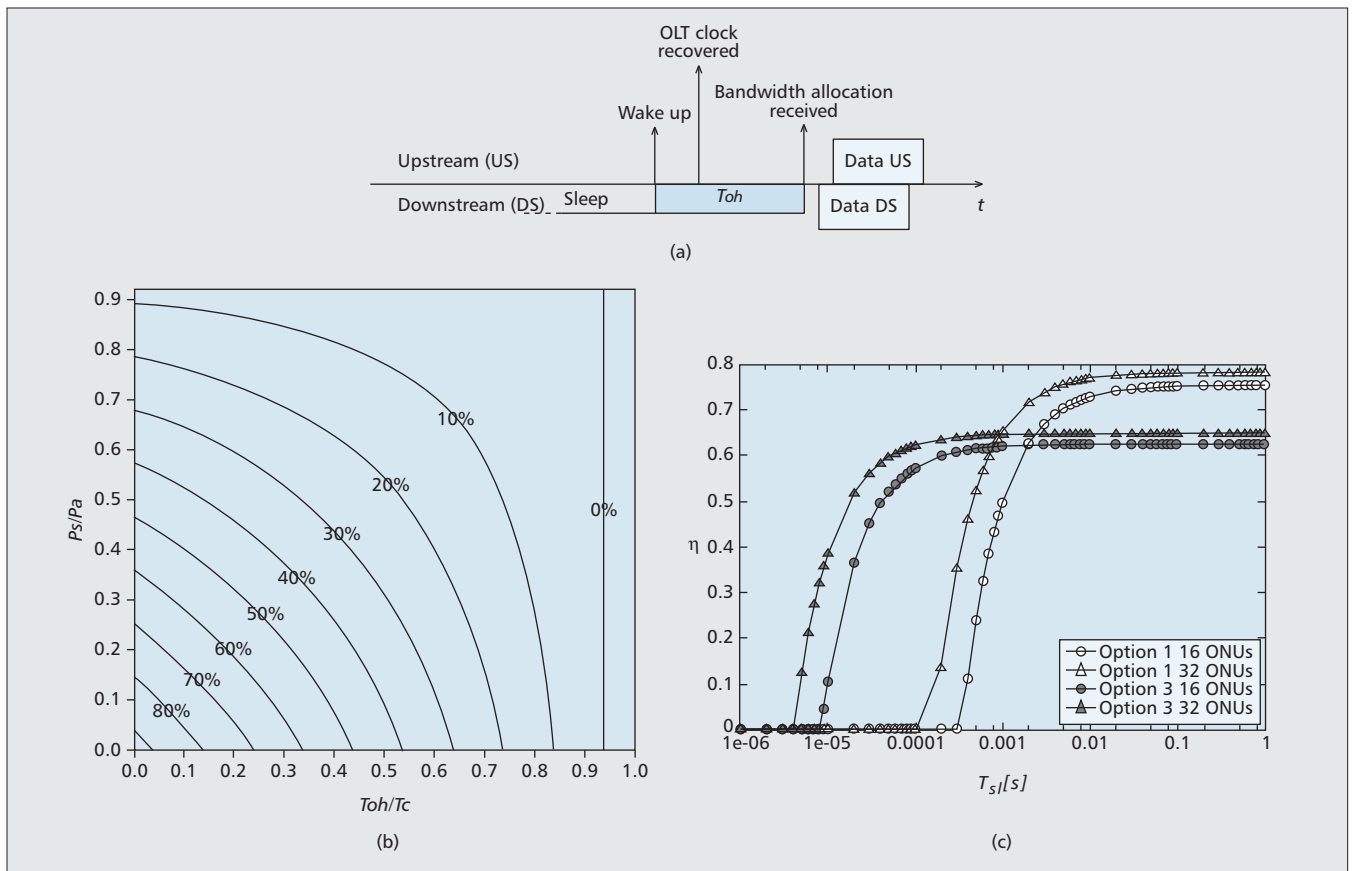 OLT clock
recovered
Bandwidth allocation
received
Wake up
Upstream (US)
Data US
Downstream (DS)
Sleep
Toh
Data DS
t
(a)
Ps/Pa
0.9
0.8
0.7
0.6
0.5
0.4
0.3
0.2
0.1
0.0
10%
20%
0%
30%
40%
50%
60%
70%
80%
0.0 0.1 0.2 0.3 0.4 0.5 0.6 0.7 0.8 0.9 1.0
Toh/Tc
(b)
η
0.8
0.7
0.6
0.5
0.4
0.3
0.2
0.1
0
Option 1 16 ONUs
Option 1 32 ONUs
Option 3 16 ONUs
Option 3 32 ONUs
1e-06 1e-05 0.0001 0.001 0.01 0.1 1
Tsl[s]
(c)